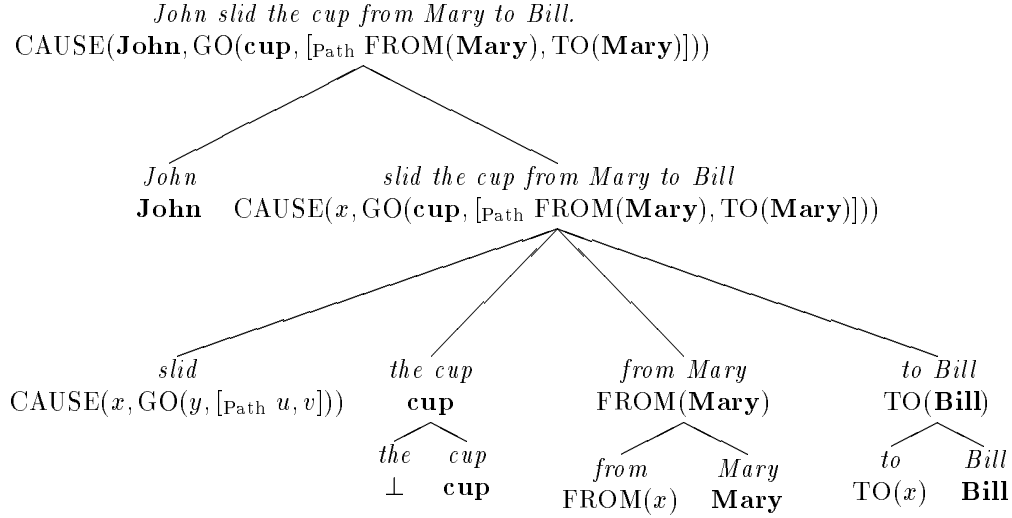 John slid the cup from Mary to Bill.
CAUSE(John, GO(cup, [Path FROM(Mary), TO(Mary)]))
John slid the cup from Mary to Bill
John CAUSE(x, GO(cup, [Path FROM(Mary), TO(Mary)]))
slid the cup from Mary to Bill
CAUSE(x, GO(y, [Path u, v])) cup FROM(Mary) TO(Bill)
the cup from Mary to Bill
⊥ cup FROM(x) Mary TO(x) Bill